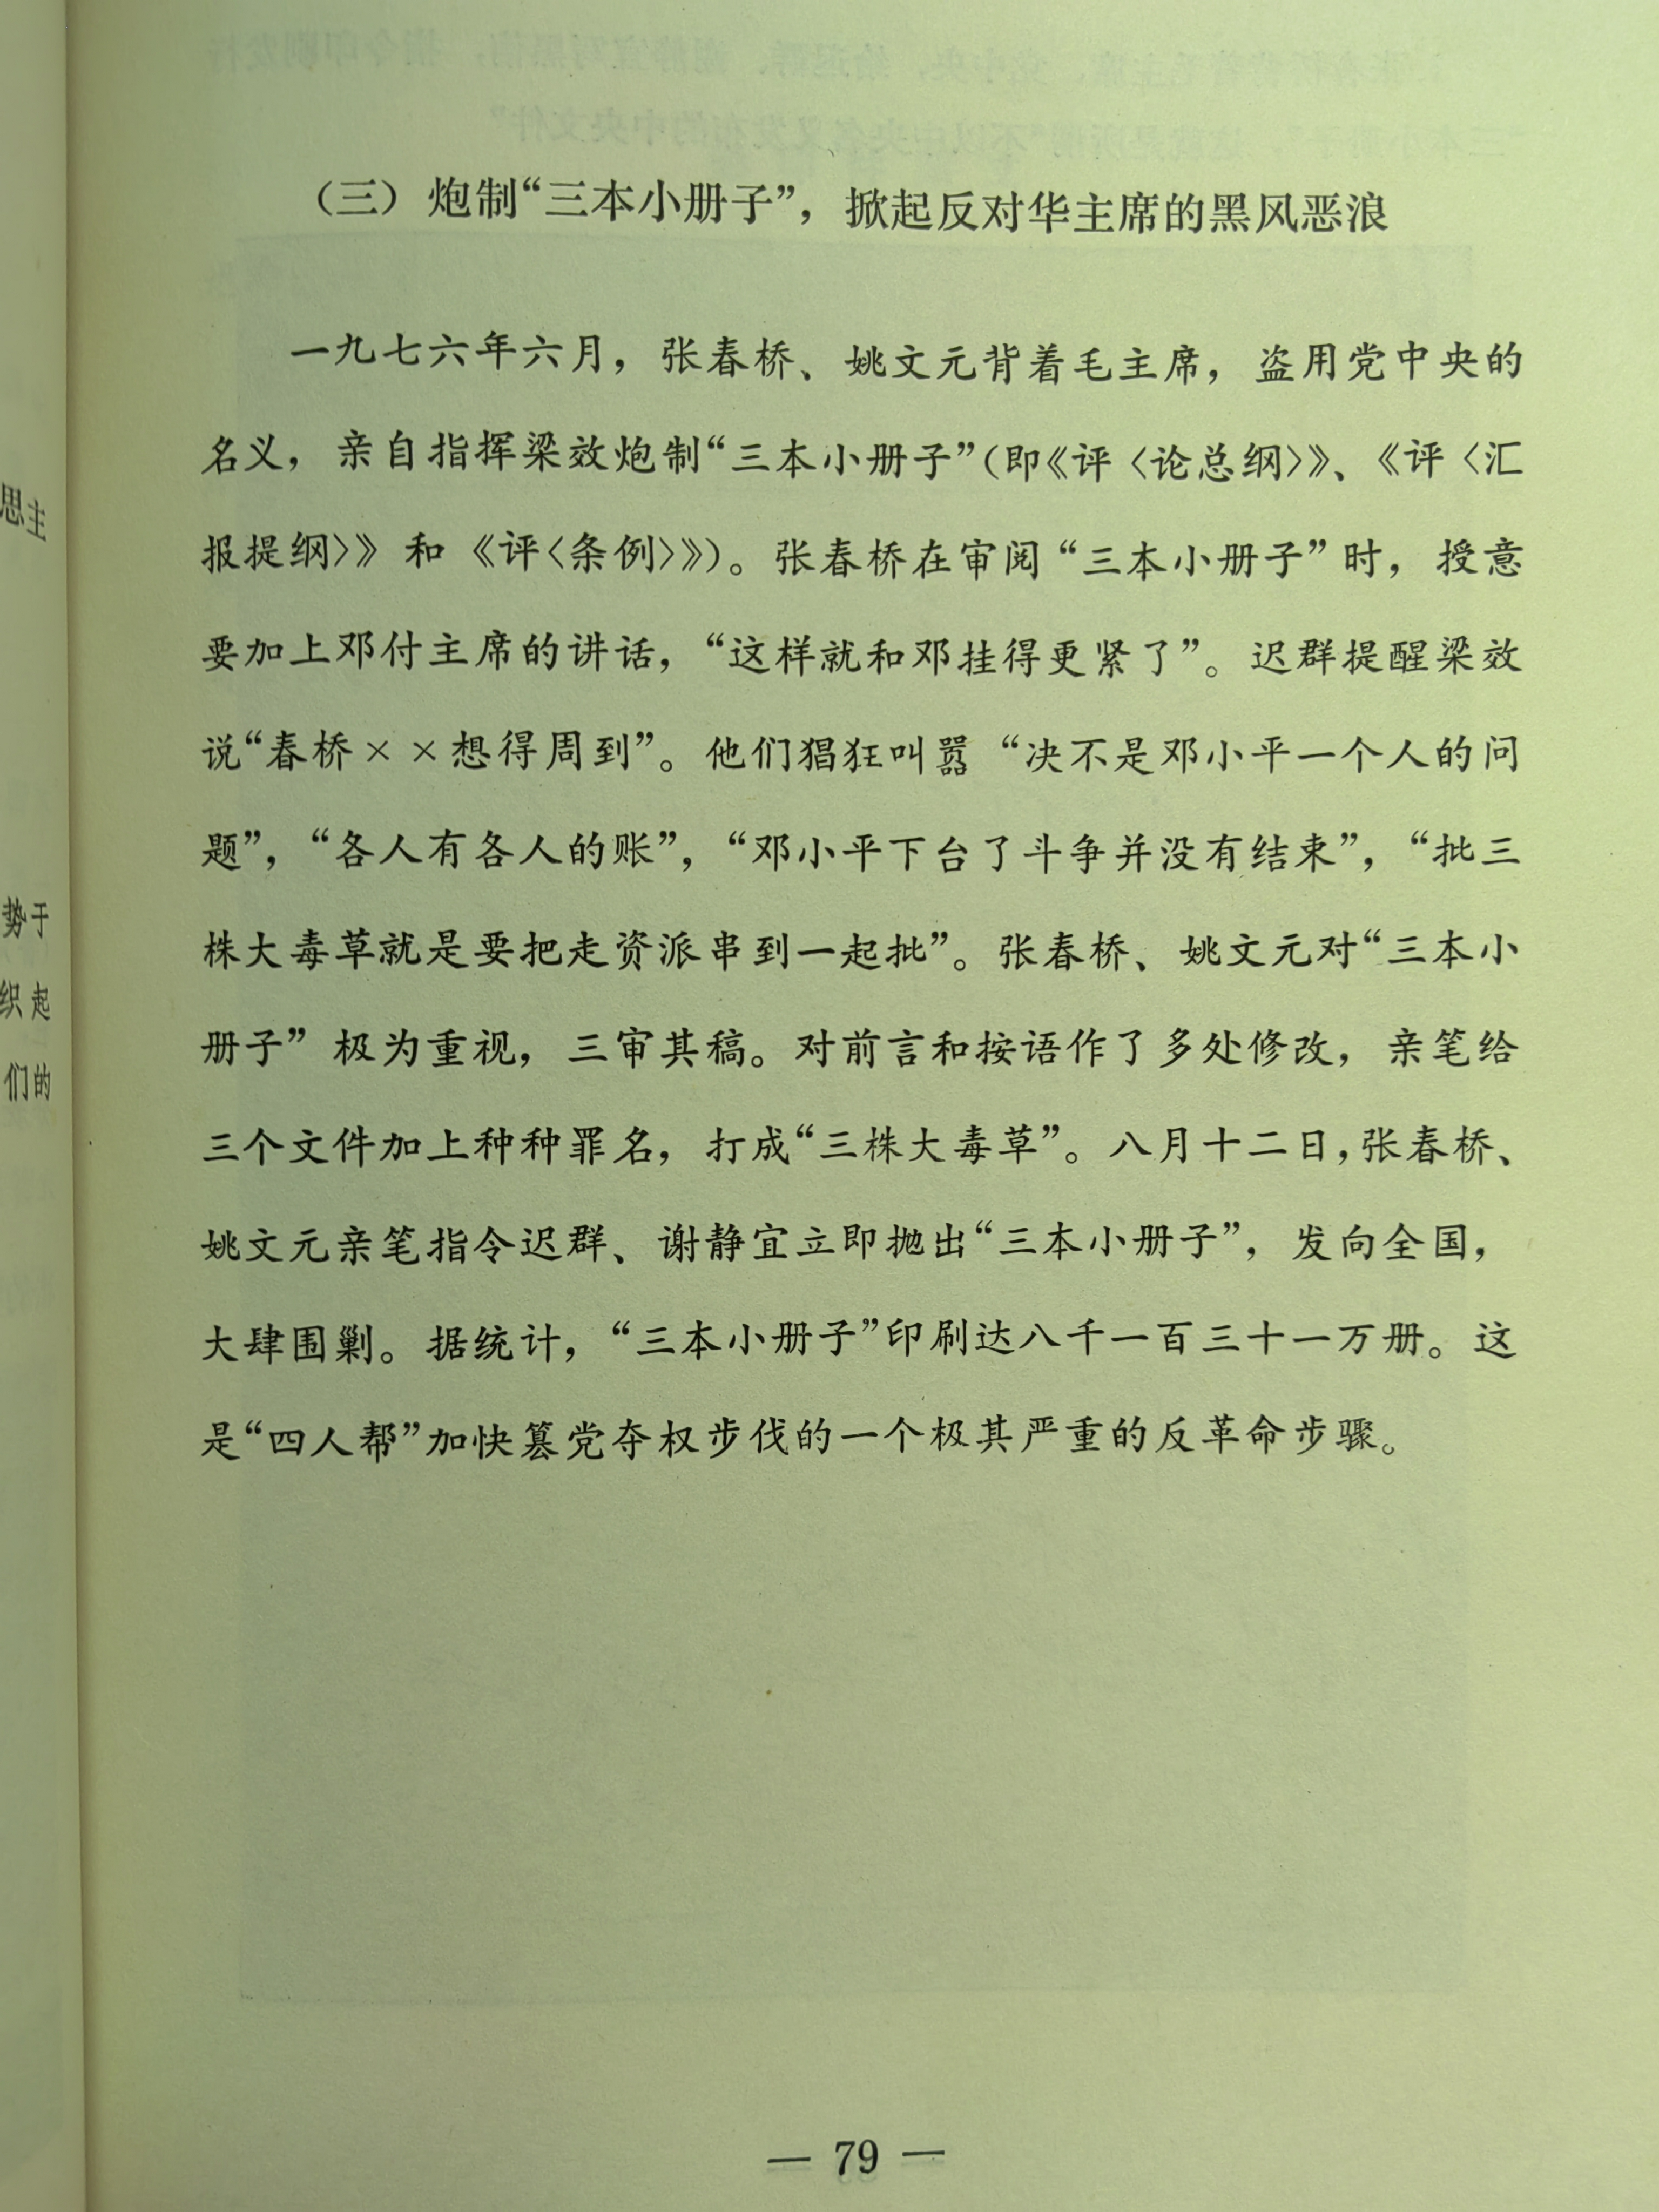 （三）炮制“三本小册子”，掀起反对华主席的黑风恶浪
一九七六年六月，张春桥、姚文元背着毛主席，盗用党中央的
名义，亲自指挥梁效炮制“三本小册子”（即《评〈论总纲〉》、《评〈汇
报提纲〉》和《评〈条例〉》）。张春桥在审阅“三本小册子”时，授意
要加上邓付主席的讲话，“这样就和邓挂得更紧了”。迟群提醒梁效
说“春桥××想得周到”。他们猖狂叫嚣“决不是邓小平一个人的问
题”，“各人有各人的账”，“邓小平下台了斗争并没有结束”，“批三
株大毒草就是要把走资派串到一起批”。张春桥、姚文元对“三本小
册子”极为重视，三审其稿。对前言和按语作了多处修改，亲笔给
三个文件加上种种罪名，打成“三株大毒草”。八月十二日，张春桥、
姚文元亲笔指令迟群、谢静宜立即抛出“三本小册子”，发向全国，
大肆围剿。据统计，“三本小册子”印刷达八千一百三十一万册。这
是“四人帮”加快篡党夺权步伐的一个极其严重的反革命步骤。
— 79 —
思主
势于
织起
们的